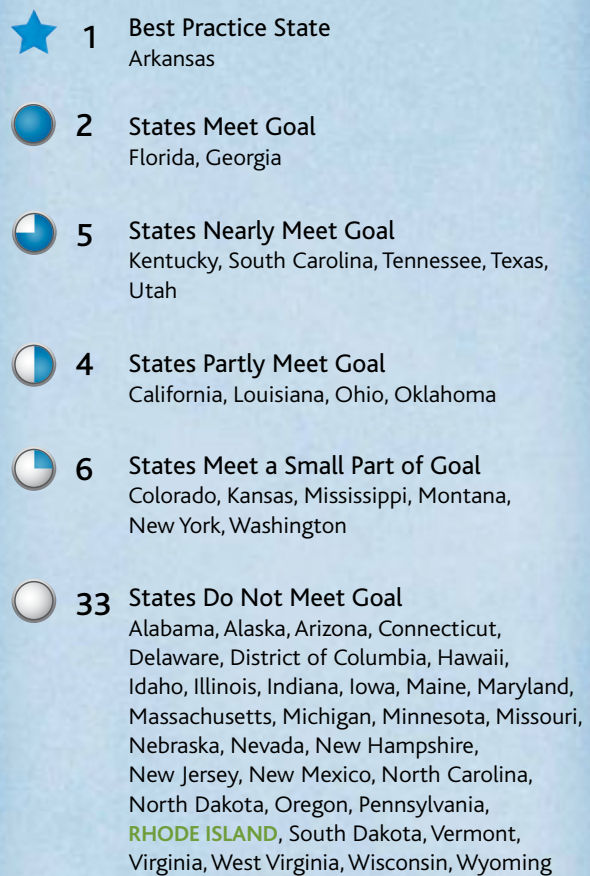 1 Best Practice State
Arkansas
2 States Meet Goal
Florida, Georgia
5 States Nearly Meet Goal
Kentucky, South Carolina, Tennessee, Texas,
Utah
4 States Partly Meet Goal
California, Louisiana, Ohio, Oklahoma
6 States Meet a Small Part of Goal
Colorado, Kansas, Mississippi, Montana,
New York, Washington
33 States Do Not Meet Goal
Alabama, Alaska, Arizona, Connecticut,
Delaware, District of Columbia, Hawaii,
Idaho, Illinois, Indiana, Iowa, Maine, Maryland,
Massachusetts, Michigan, Minnesota, Missouri,
Nebraska, Nevada, New Hampshire,
New Jersey, New Mexico, North Carolina,
North Dakota, Oregon, Pennsylvania,
RHODE ISLAND, South Dakota, Vermont,
Virginia, West Virginia, Wisconsin, Wyoming